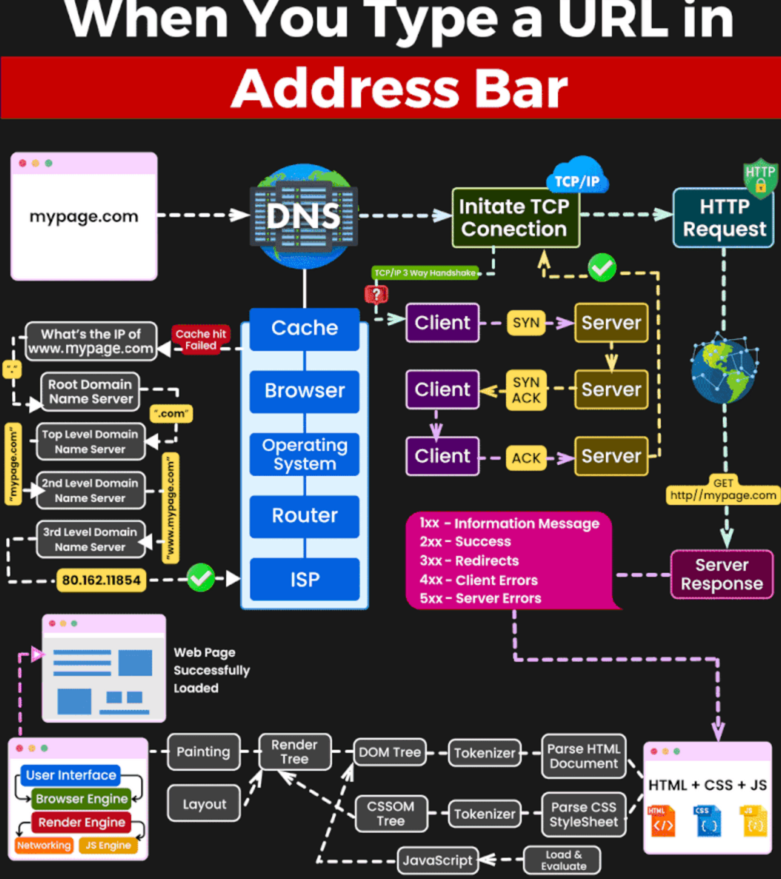 When You Type a URL in
Address Bar
mypage.com
DNS
TCP/IP
Initate TCP
Conection
HTTP
HTTP
Request
TCP/IP 3 Way Handshake
?
Client
SYN
Server
Client
SYN
ACK
Server
Client
ACK
Server
Cache
Browser
Operating
System
Router
ISP
Cache hit
Failed
What's the IP of
www.mypage.com
Root Domain
Name Server
".com"
Top Level Domain
Name Server
"mypage.com"
2nd Level Domain
Name Server
"www.mypage.com"
3rd Level Domain
Name Server
80.162.11854
GET
http//mypage.com
Server
Response
1xx - Information Message
2xx - Success
3xx - Redirects
4xx - Client Errors
5xx - Server Errors
Web Page
Successfully
Loaded
User Interface
Browser Engine
Render Engine
Networking
JS Engine
Painting
Layout
Render
Tree
DOM Tree
Tokenizer
Parse HTML
Document
CSSOM
Tree
Tokenizer
Parse CSS
StyleSheet
JavaScript
Load &
Evaluate
HTML + CSS + JS
HTML
CSS
JS